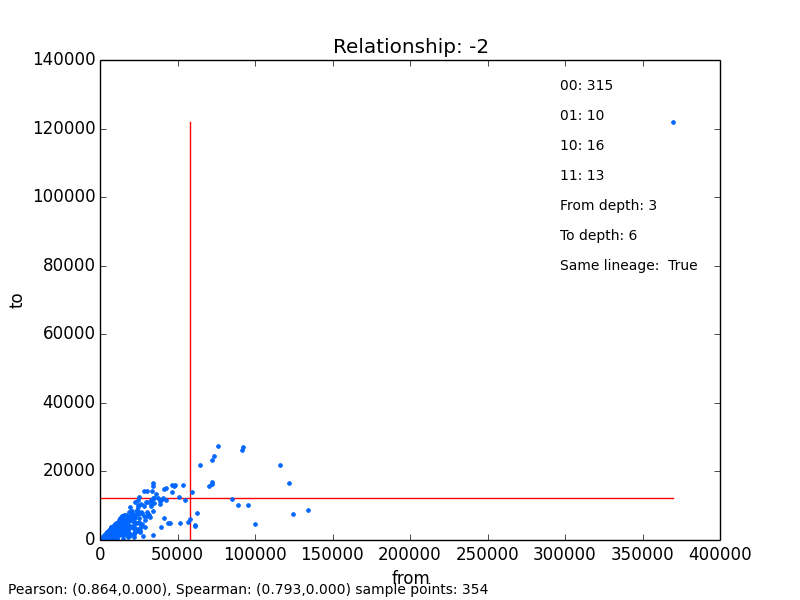 Relationship: -2
140000
120000
100000
80000
60000
40000
20000
0
to
00: 315
01: 10
10: 16
11: 13
From depth: 3
To depth: 6
Same lineage: True
0 50000 100000 150000 200000 250000 300000 350000 400000
from
Pearson: (0.864,0.000), Spearman: (0.793,0.000) sample points: 354